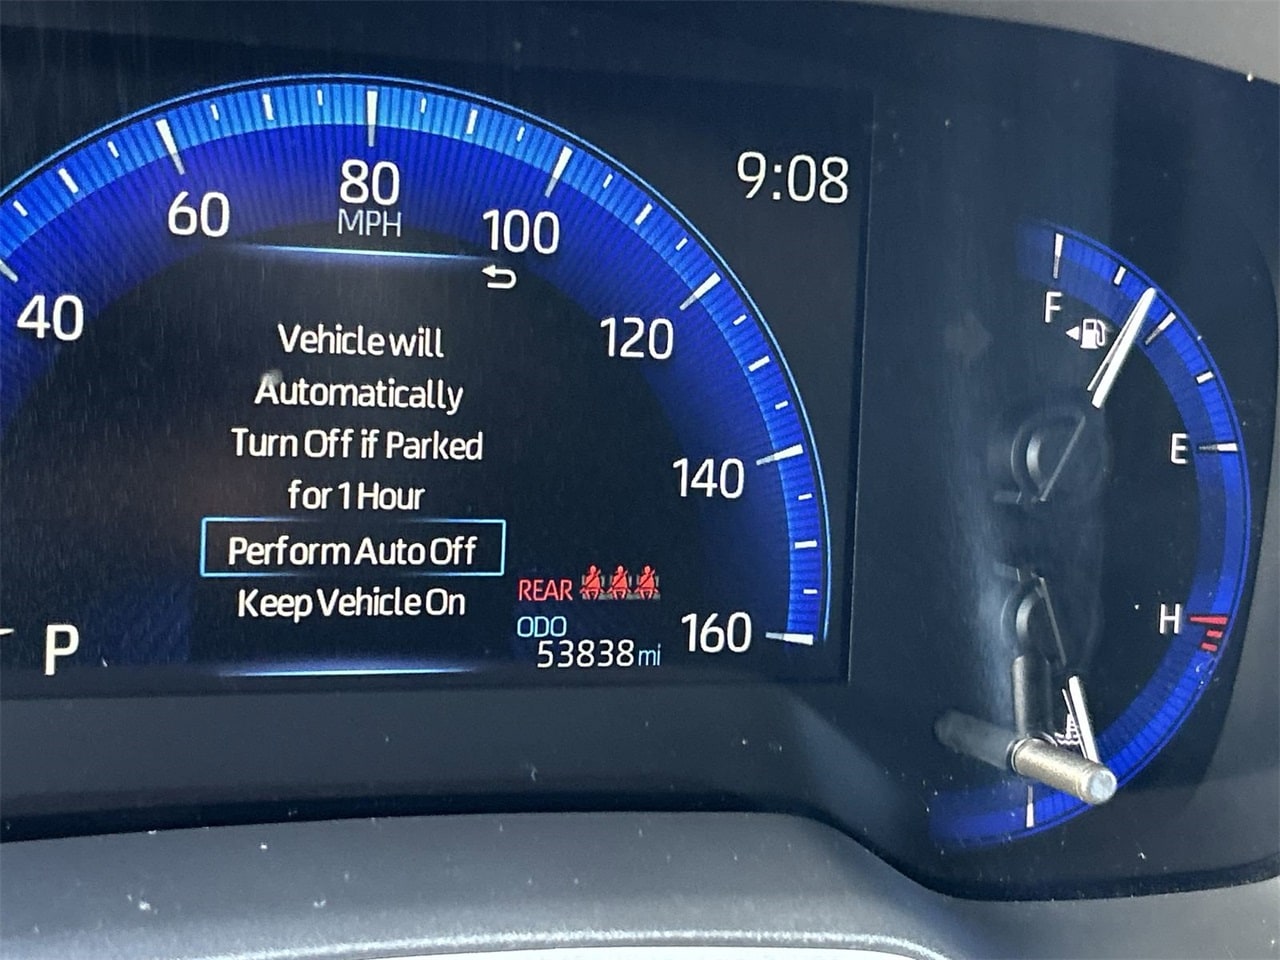 80
MPH
60
100
40
120
140
160
9:08
Vehicle will
Automatically
Turn Off if Parked
for 1 Hour
Perform Auto Off
Keep Vehicle On
REAR
ODO
53838 mi
P
F
E
H